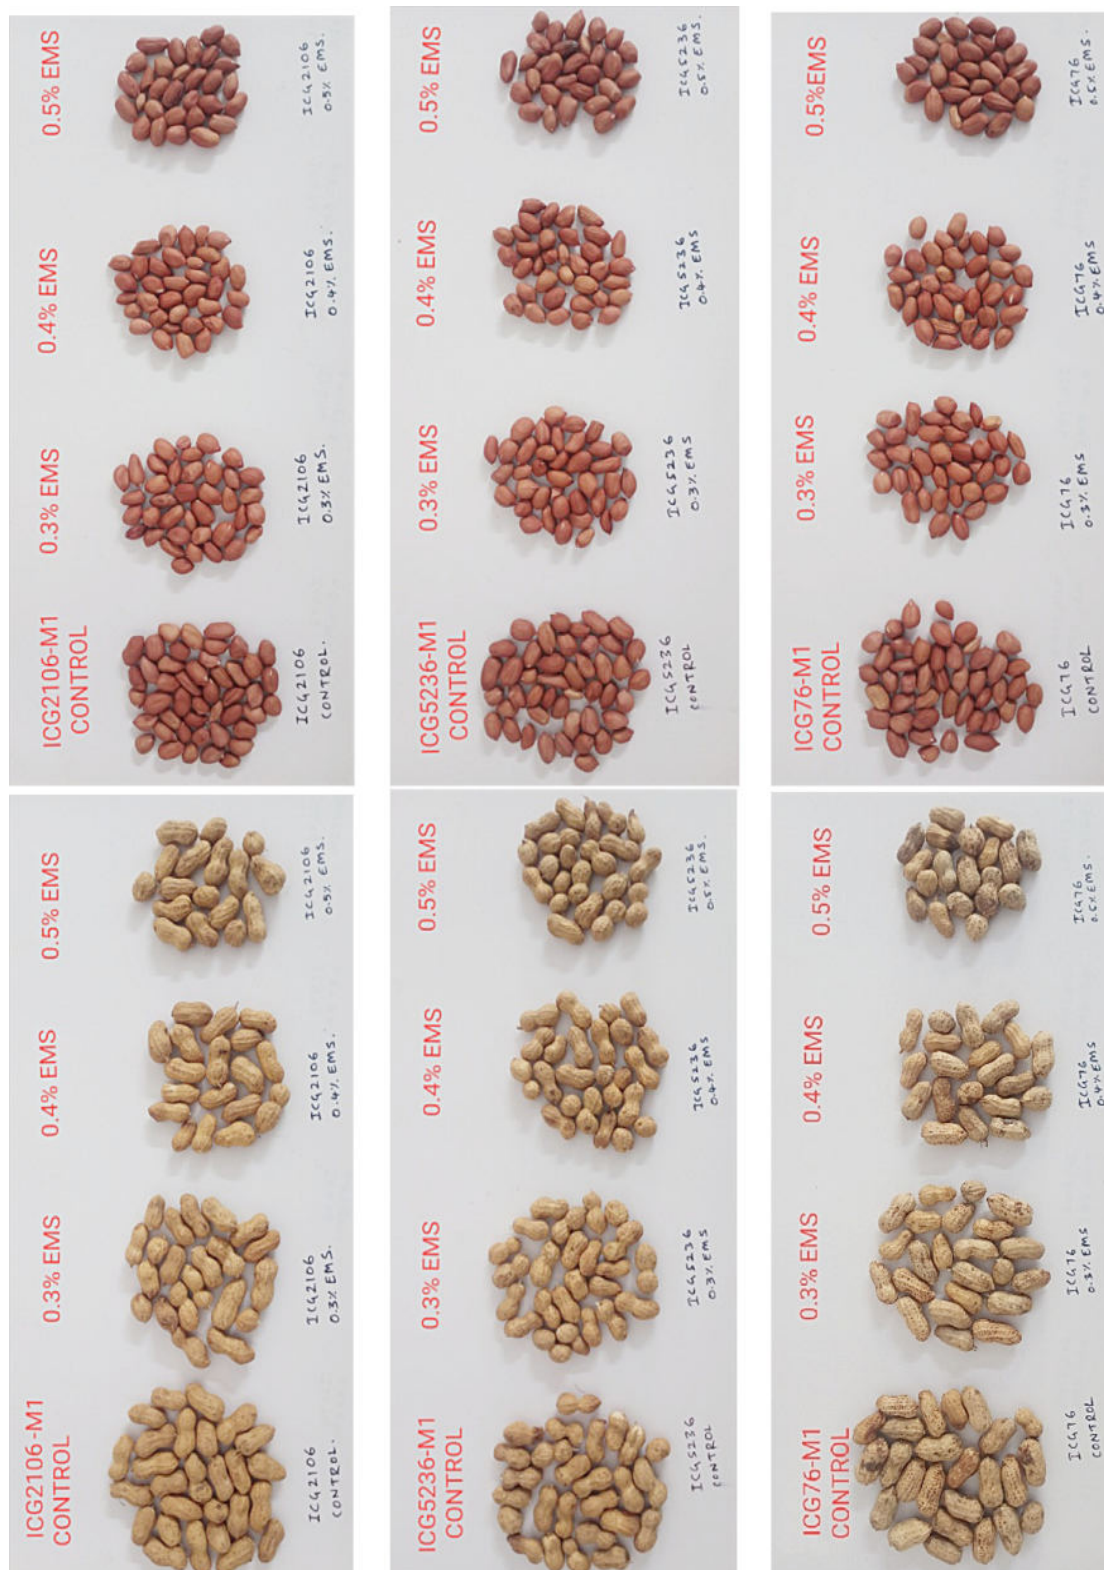 ICG2106-M1
CONTROL
0.3% EMS
0.4% EMS
0.5% EMS
ICG2106
CONTROL.
ICG2106
0.3% EMS.
ICG2106
0.4% EMS.
ICG2106
0.5% EMS.
ICG2106-M1
CONTROL
0.3% EMS
0.4% EMS
0.5% EMS
ICG2106
CONTROL.
ICG2106
0.3% EMS.
ICG2106
0.4% EMS.
ICG2106
0.5% EMS.
ICG5236-M1
CONTROL
0.3% EMS
0.4% EMS
0.5% EMS
ICG5236
CONTROL
ICG5236
0.3% EMS
ICG5236
0.4% EMS
ICG5236
0.5% EMS.
ICG5236-M1
CONTROL
0.3% EMS
0.4% EMS
0.5% EMS
ICG5236
CONTROL
ICG5236
0.3% EMS
ICG5236
0.4% EMS
ICG5236
0.5% EMS.
ICG76-M1
CONTROL
0.3% EMS
0.4% EMS
0.5% EMS
ICG76
CONTROL
ICG76
0.3% EMS
ICG76
0.4% EMS
ICG76
0.5% EMS.
ICG76-M1
CONTROL
0.3% EMS
0.4% EMS
0.5%EMS
ICG76
CONTROL
ICG76
0.3% EMS
ICG76
0.4% EMS
ICG76
0.5% EMS.